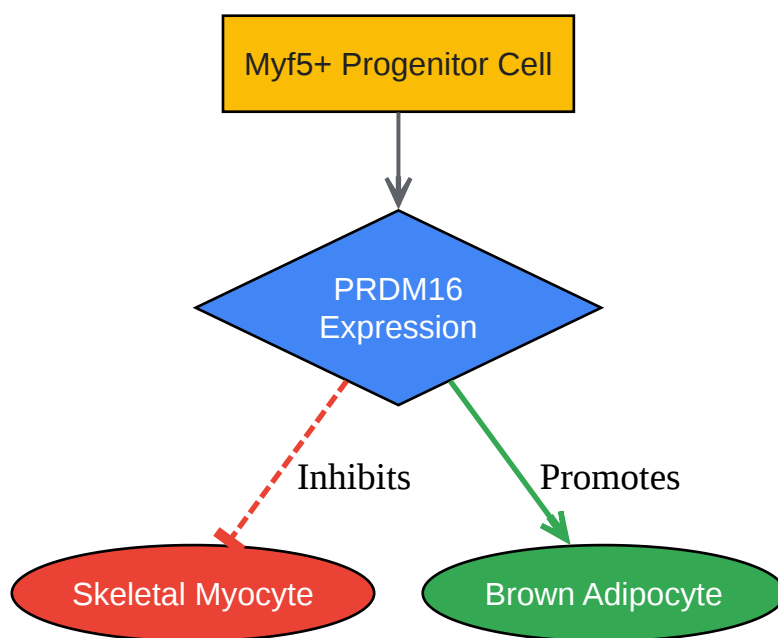 Myf5+ Progenitor Cell
PRDM16
Expression
Inhibits
Promotes
Skeletal Myocyte
Brown Adipocyte